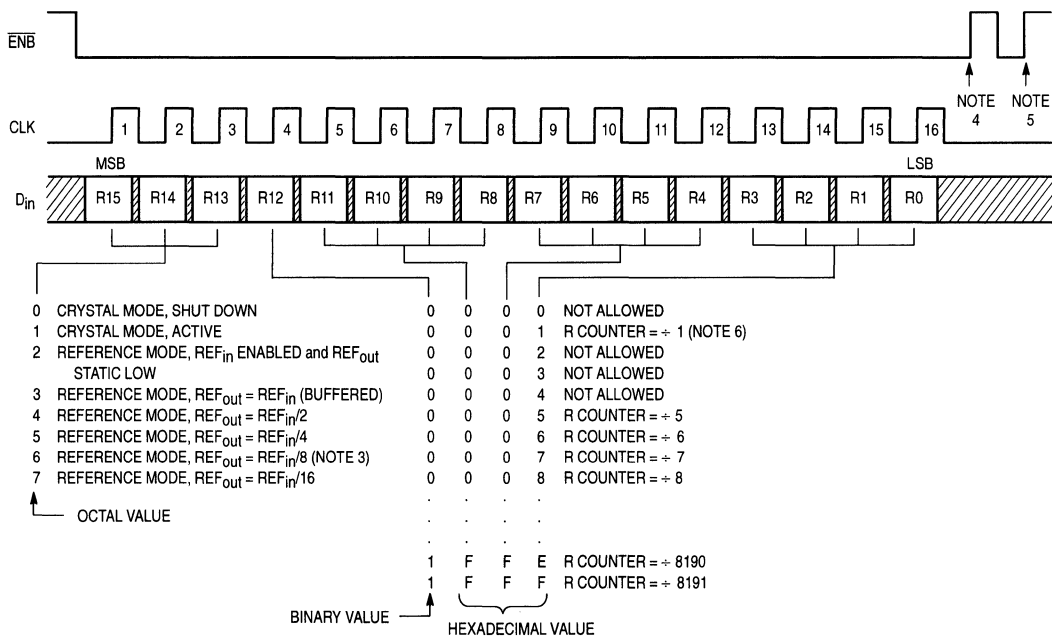 ENB
NOTE 4
NOTE 5
CLK
1 2 3 4 5 6 7 8 9 10 11 12 13 14 15 16
MSB LSB
Din
R15 R14 R13 R12 R11 R10 R9 R8 R7 R6 R5 R4 R3 R2 R1 R0
0 CRYSTAL MODE, SHUT DOWN
1 CRYSTAL MODE, ACTIVE
2 REFERENCE MODE, REFin ENABLED and REFout
STATIC LOW
3 REFERENCE MODE, REFout = REFin (BUFFERED)
4 REFERENCE MODE, REFout = REFin/2
5 REFERENCE MODE, REFout = REFin/4
6 REFERENCE MODE, REFout = REFin/8 (NOTE 3)
7 REFERENCE MODE, REFout = REFin/16
OCTAL VALUE
0 0 0 0 NOT ALLOWED
0 0 0 1 R COUNTER = ÷ 1 (NOTE 6)
0 0 0 2 NOT ALLOWED
0 0 0 3 NOT ALLOWED
0 0 0 4 NOT ALLOWED
0 0 0 5 R COUNTER = ÷ 5
0 0 0 6 R COUNTER = ÷ 6
0 0 0 7 R COUNTER = ÷ 7
0 0 0 8 R COUNTER = ÷ 8
. . . .
. . . .
. . . .
1 F F E R COUNTER = ÷ 8190
1 F F F R COUNTER = ÷ 8191
BINARY VALUE
HEXADECIMAL VALUE